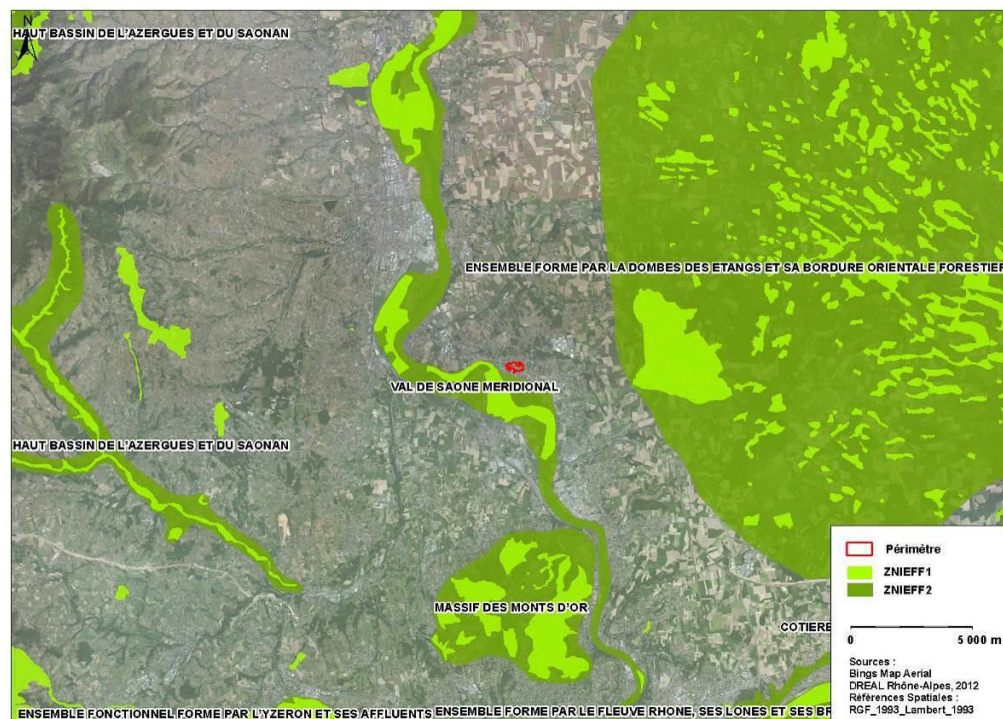 N
HAUT BASSIN DE L'AZERGUES ET DU SAONAN
ENSEMBLE FORME PAR LA DOMBES DES ETANGS ET SA BORDURE ORIENTALE FORESTIER
VAL DE SAONE MERIDIONAL
HAUT BASSIN DE L'AZERGUES ET DU SAONAN
MASSIF DES MONTS D'OR
COTIERE
ENSEMBLE FONCTIONNEL FORME PAR L'YZERON ET SES AFFLUENTS
ENSEMBLE FORME PAR LE FLEUVE RHONE, SES LONES ET SES BR
Périmètre
ZNIEFF1
ZNIEFF2
0 5 000 m
Sources :
Bings Map Aerial
DREAL Rhône-Alpes, 2012
Références Spatiales :
RGF_1993_Lambert_1993